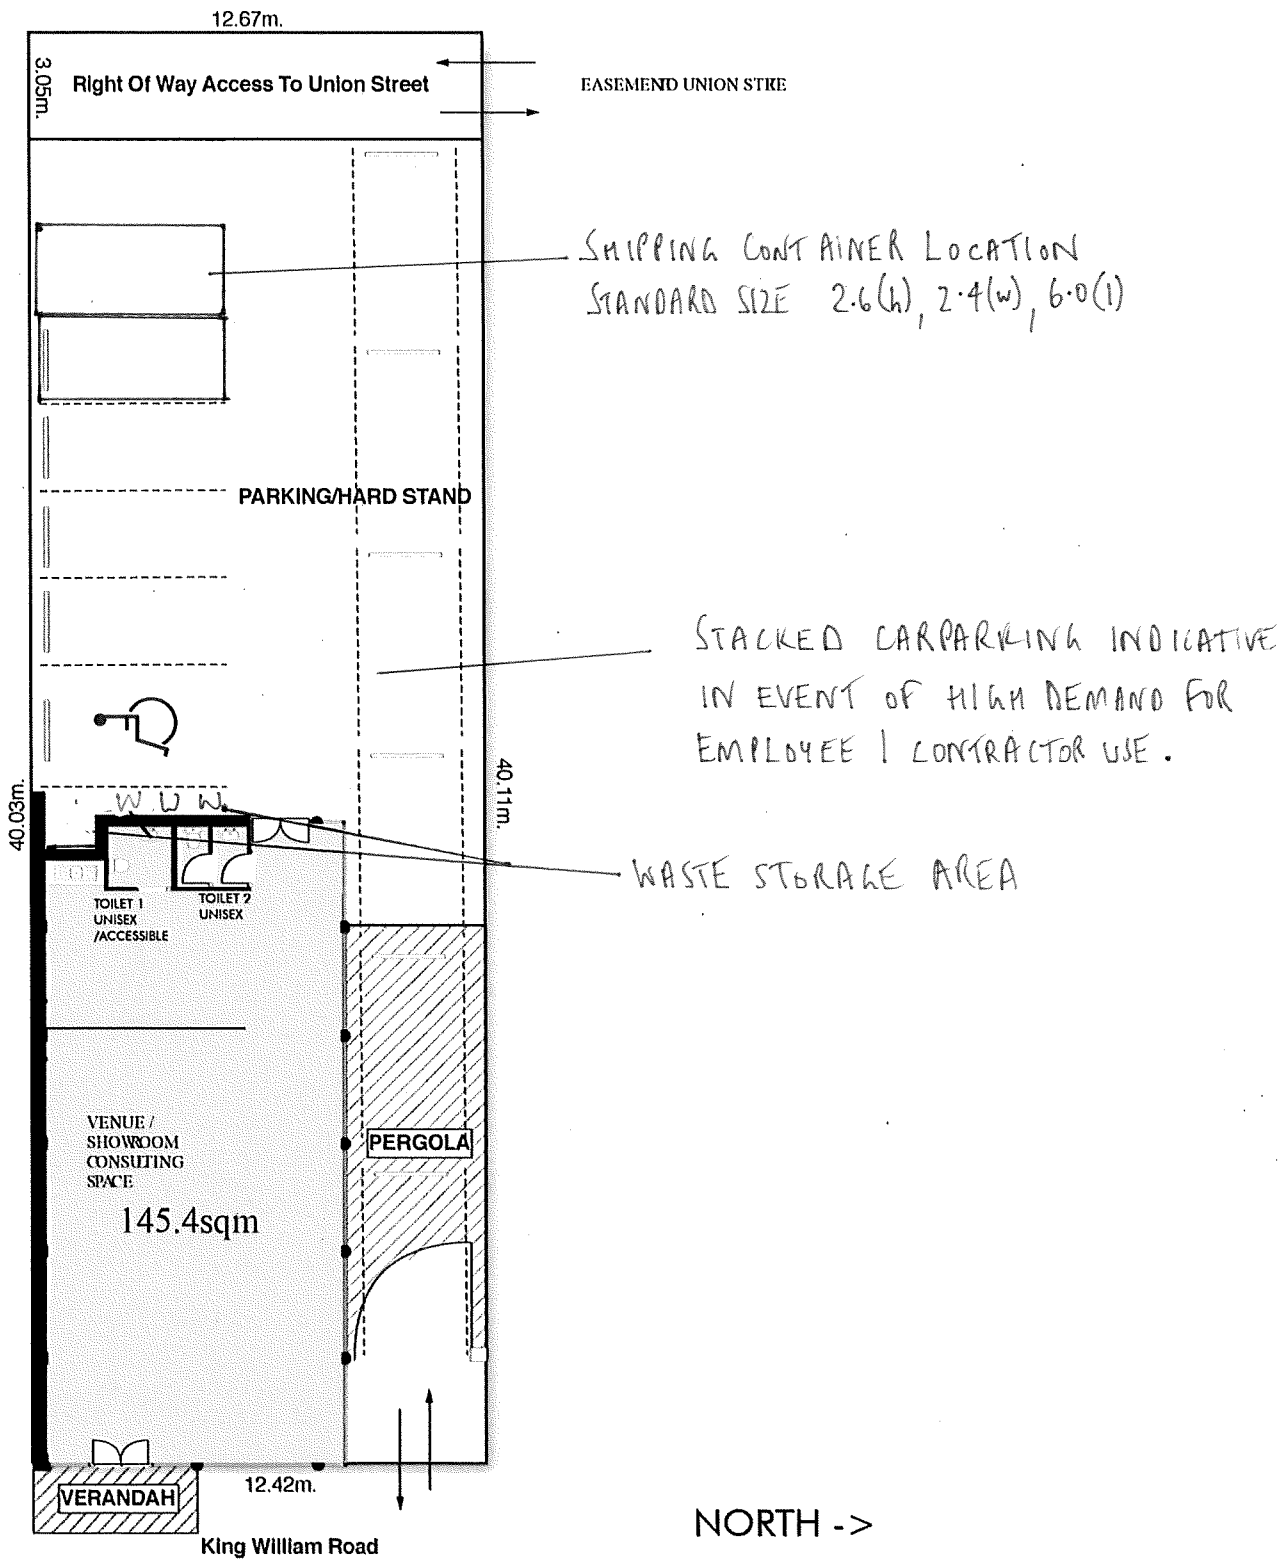 12.67m.
3.05m.
Right Of Way Access To Union Street
EASEMEND UNION STRE
SHIPPING CONTAINER LOCATION
STANDARD SIZE 2.6(h), 2.4(w), 6.0(l)
PARKING/HARD STAND
STACKED CARPARKING INDICATIVE
IN EVENT OF HIGH DEMAND FOR
EMPLOYEE / CONTRACTOR USE.
40.03m.
40.11m.
W W W
WASTE STORAGE AREA
TOILET 1
UNISEX
/ACCESSIBLE
TOILET 2
UNISEX
VENUE /
SHOWROOM
CONSULTING
SPACE
145.4sqm
PERGOLA
12.42m.
VERANDAH
King William Road
NORTH ->